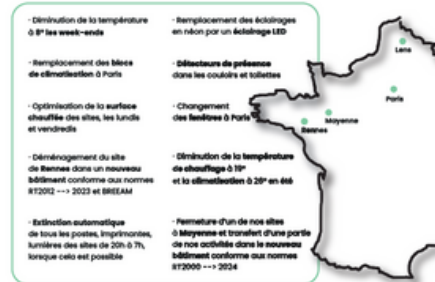 · Diminution de la température
à 8° les week-ends
· Remplacement des blocs
de climatisation à Paris
· Optimisation de la surface
chauffée des sites, les lundis
et vendredis
· Déménagement du site
de Rennes dans un nouveau
bâtiment conforme aux normes
RT2012 --> 2023 et BREEAM
· Extinction automatique
de tous les postes, imprimantes,
lumières des sites de 20h à 7h,
lorsque cela est possible
· Remplacement des éclairages
en néon par un éclairage LED
· Détecteurs de présence
dans les couloirs et toilettes
· Changement
des fenêtres à Paris
· Diminution de la température
de chauffage à 19°
et la climatisation à 26° en été
· Fermeture d'un de nos sites
à Mayenne et transfert d'une partie
de nos activités dans le nouveau
bâtiment conforme aux normes
RT2000 --> 2024
Lens
Paris
Mayenne
Rennes